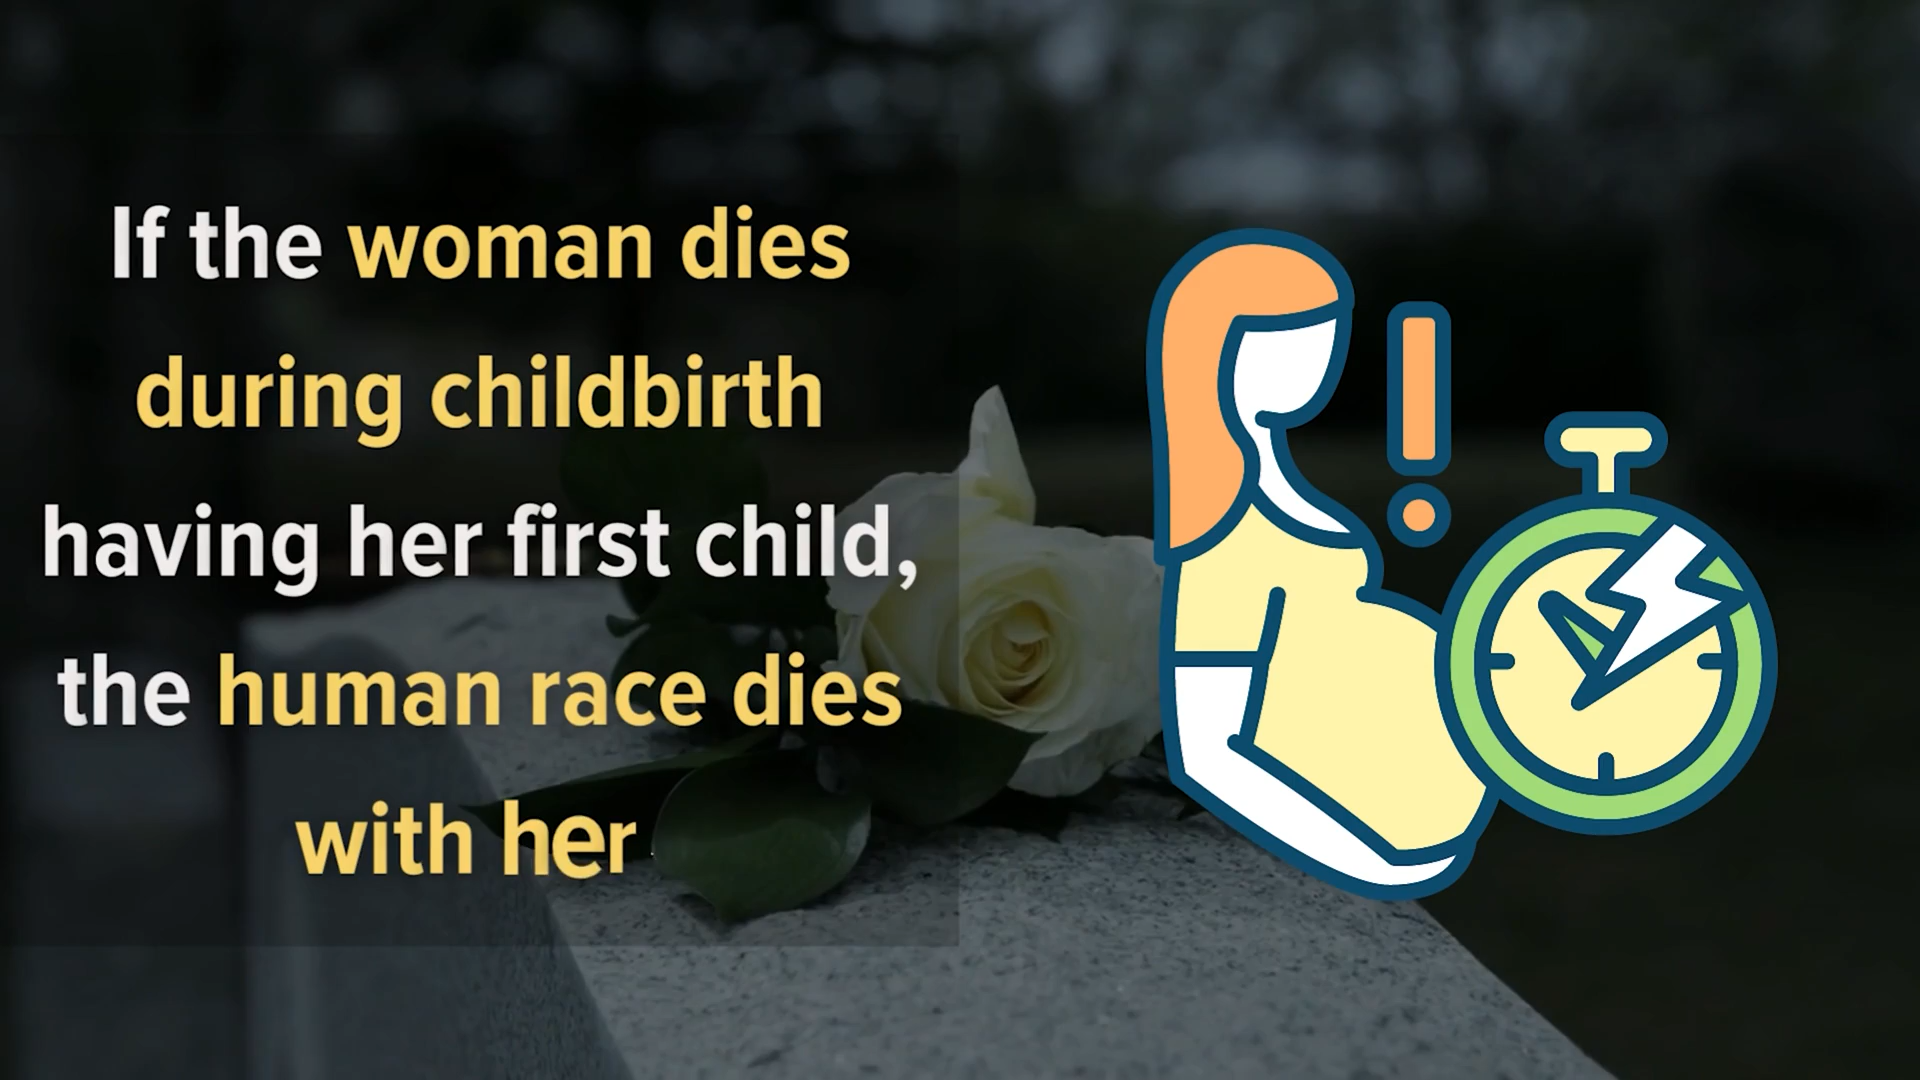 If the woman dies
during childbirth
having her first child,
the human race dies
with her